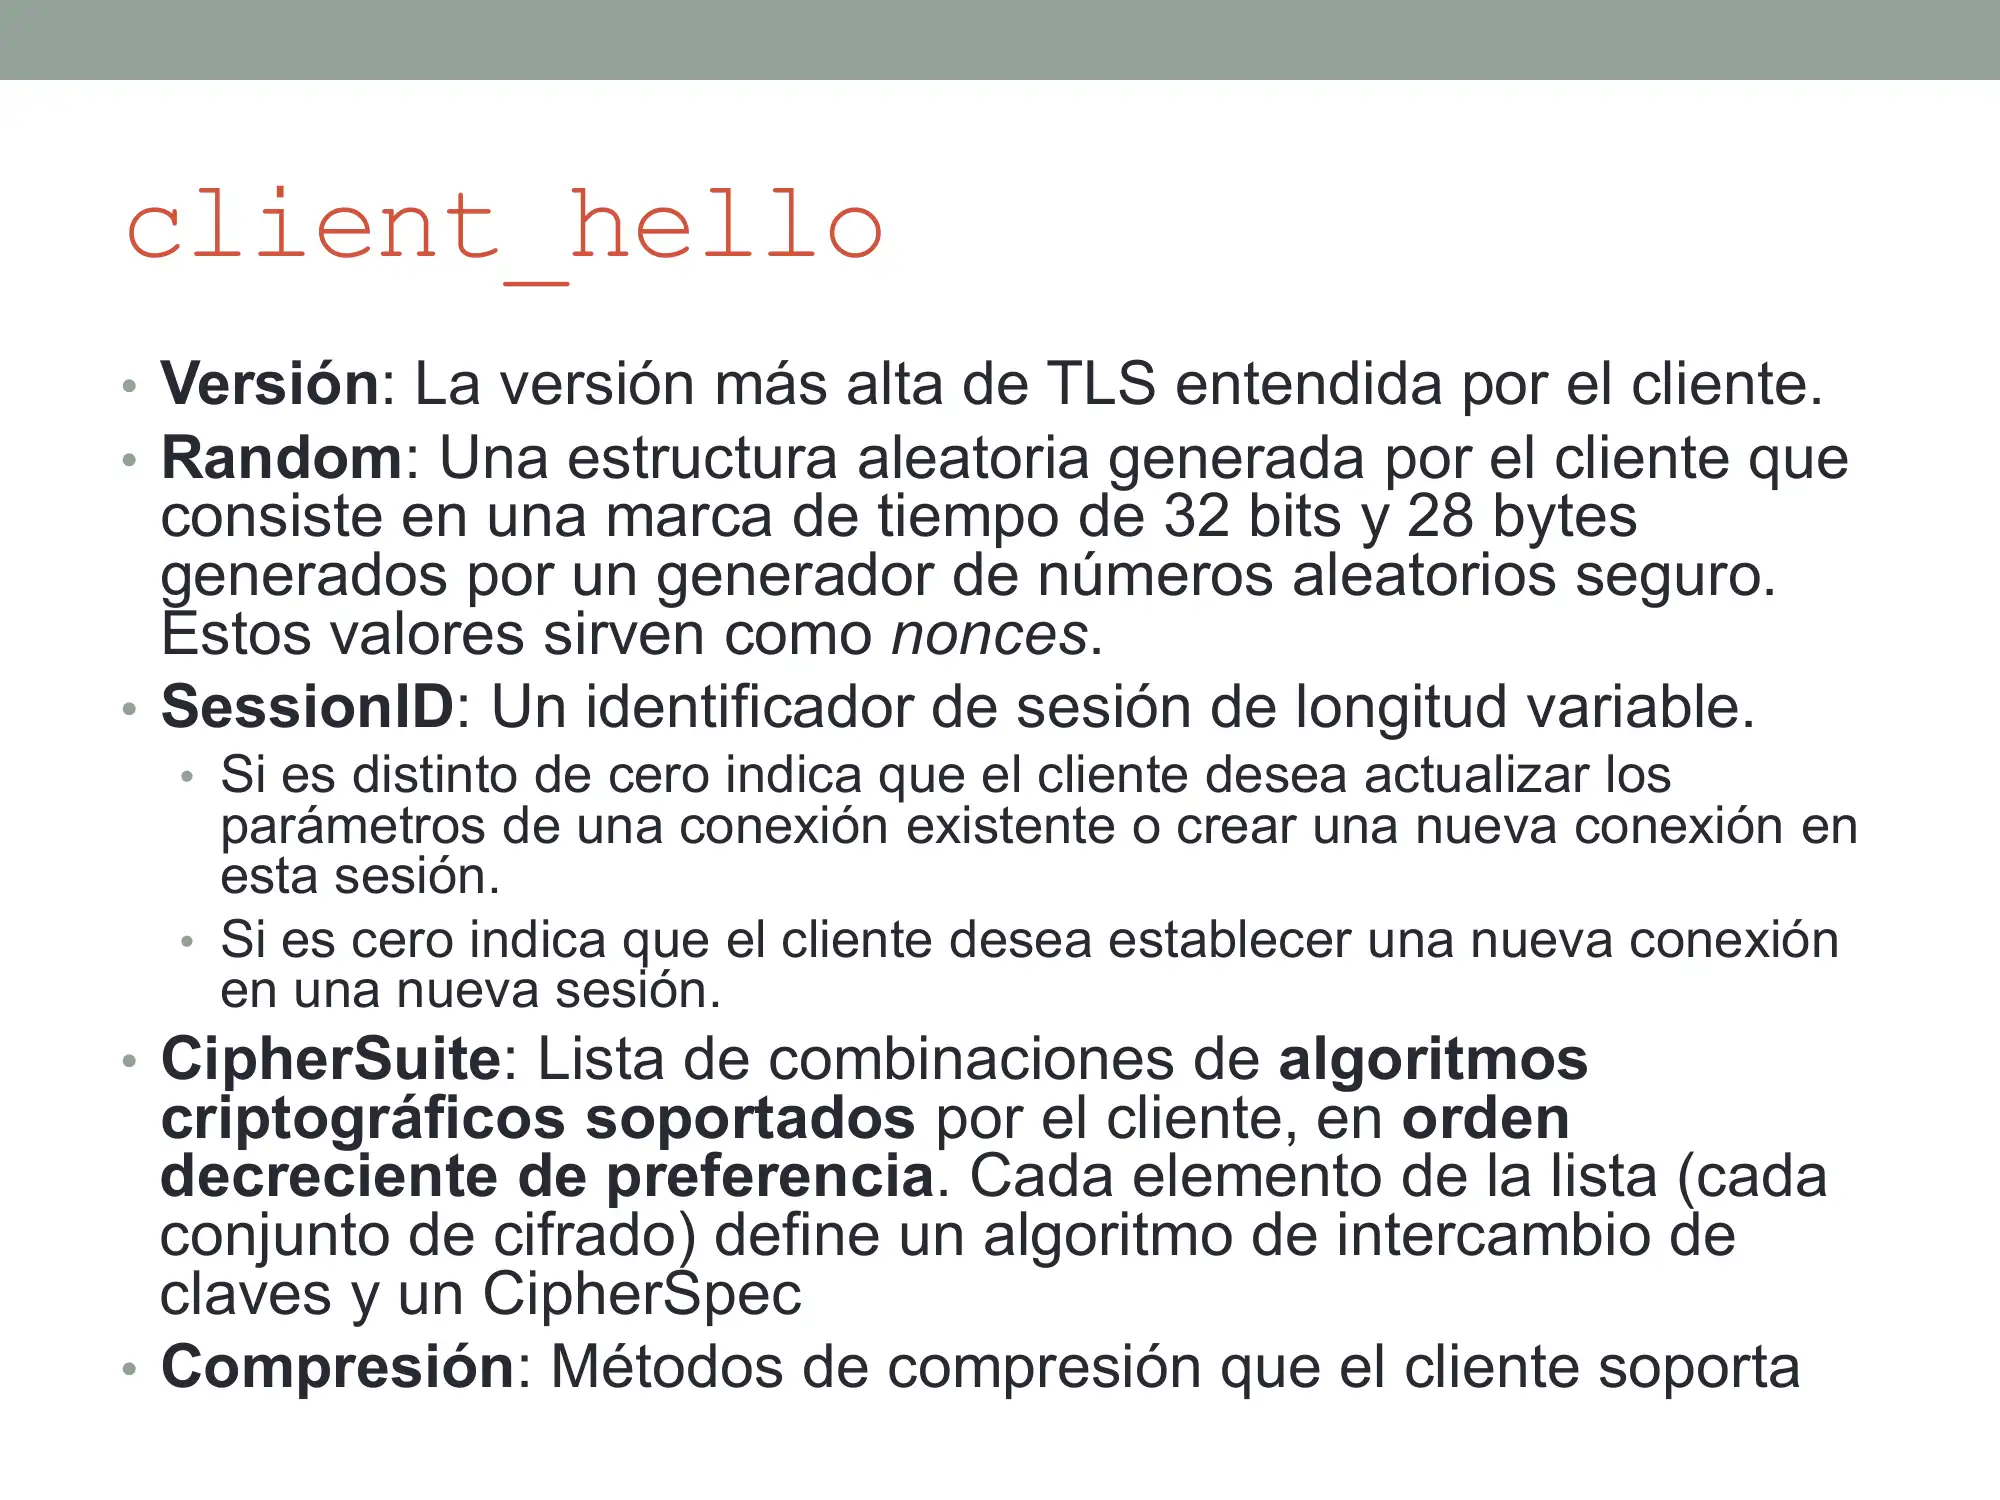 client_hello
• Versión: La versión más alta de TLS entendida por el cliente.
• Random: Una estructura aleatoria generada por el cliente que
consiste en una marca de tiempo de 32 bits y 28 bytes
generados por un generador de números aleatorios seguro.
Estos valores sirven como nonces.
• SessionID: Un identificador de sesión de longitud variable.
• Si es distinto de cero indica que el cliente desea actualizar los
parámetros de una conexión existente o crear una nueva conexión en
esta sesión.
• Si es cero indica que el cliente desea establecer una nueva conexión
en una nueva sesión.
• CipherSuite: Lista de combinaciones de algoritmos
criptográficos soportados por el cliente, en orden
decreciente de preferencia. Cada elemento de la lista (cada
conjunto de cifrado) define un algoritmo de intercambio de
claves y un CipherSpec
• Compresión: Métodos de compresión que el cliente soporta